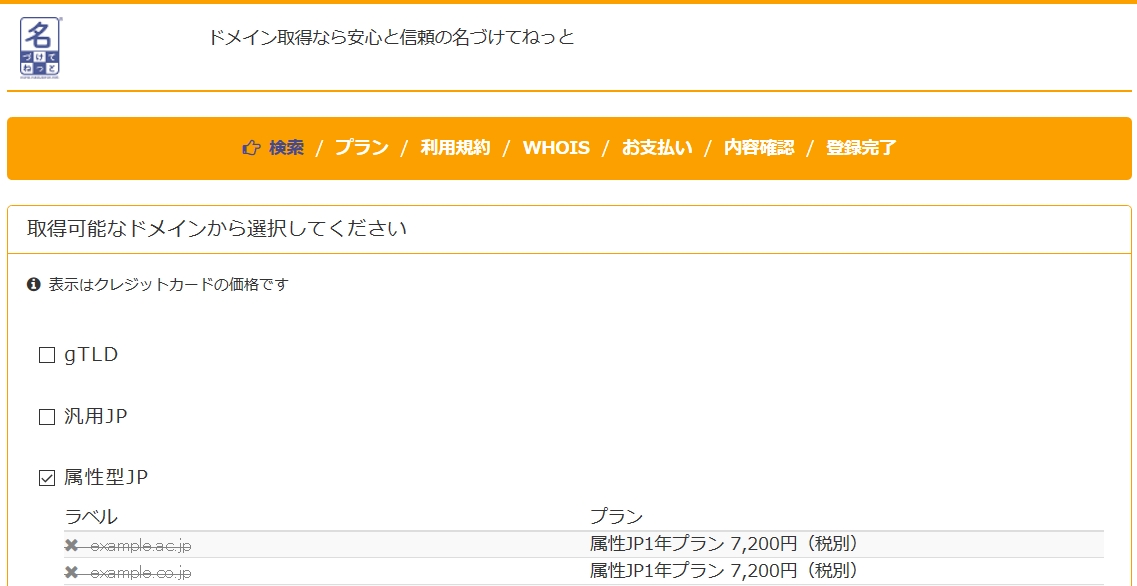 名
づけて
ねっと
ドメイン取得なら安心と信頼の名づけてねっと
検索 / プラン / 利用規約 / WHOIS / お支払い / 内容確認 / 登録完了
取得可能なドメインから選択してください
表示はクレジットカードの価格です
gTLD
汎用JP
属性型JP
ラベル プラン
example.ac.jp 属性JP1年プラン 7,200円（税別）
example.co.jp 属性JP1年プラン 7,200円（税別）